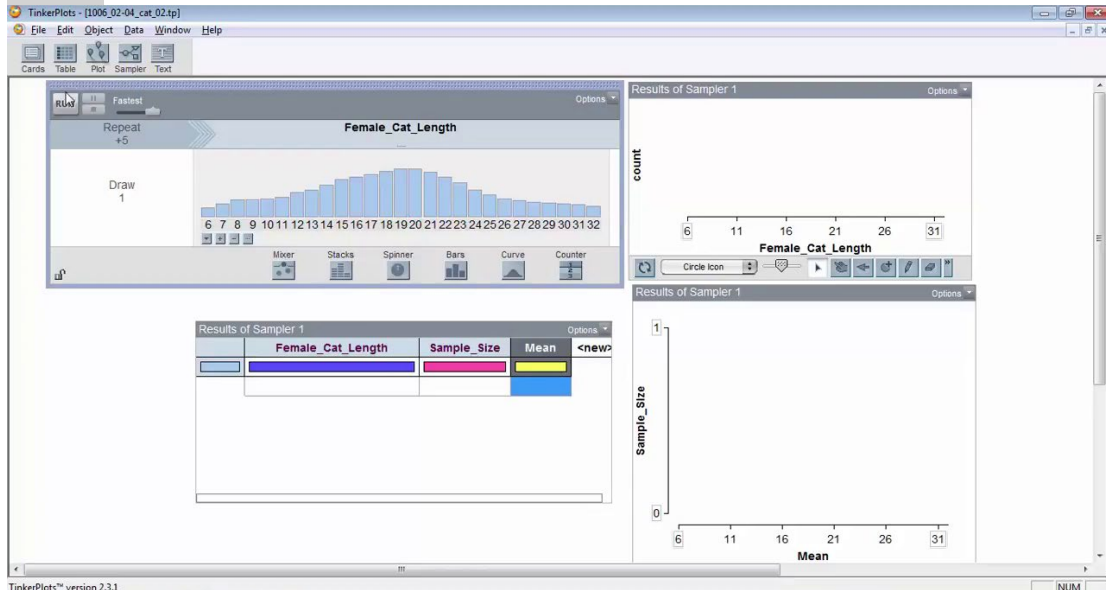 TinkerPlots - [1006_02-04_cat_02.tp]
File Edit Object Data Window Help
Cards Table Plot Sampler Text
RUN Fastest Options
Repeat
+5
Female_Cat_Length
...
Draw
1
6 7 8 9 10 11 12 13 14 15 16 17 18 19 20 21 22 23 24 25 26 27 28 29 30 31 32
Mixer Stacks Spinner Bars Curve Counter
Results of Sampler 1 Options
count
6 11 16 21 26 31
Female_Cat_Length
Circle Icon
Results of Sampler 1 Options
Female_Cat_Length Sample_Size Mean <new>
Results of Sampler 1 Options
1
Sample_Size
0
6 11 16 21 26 31
Mean
TinkerPlots™ version 2.3.1 NUM